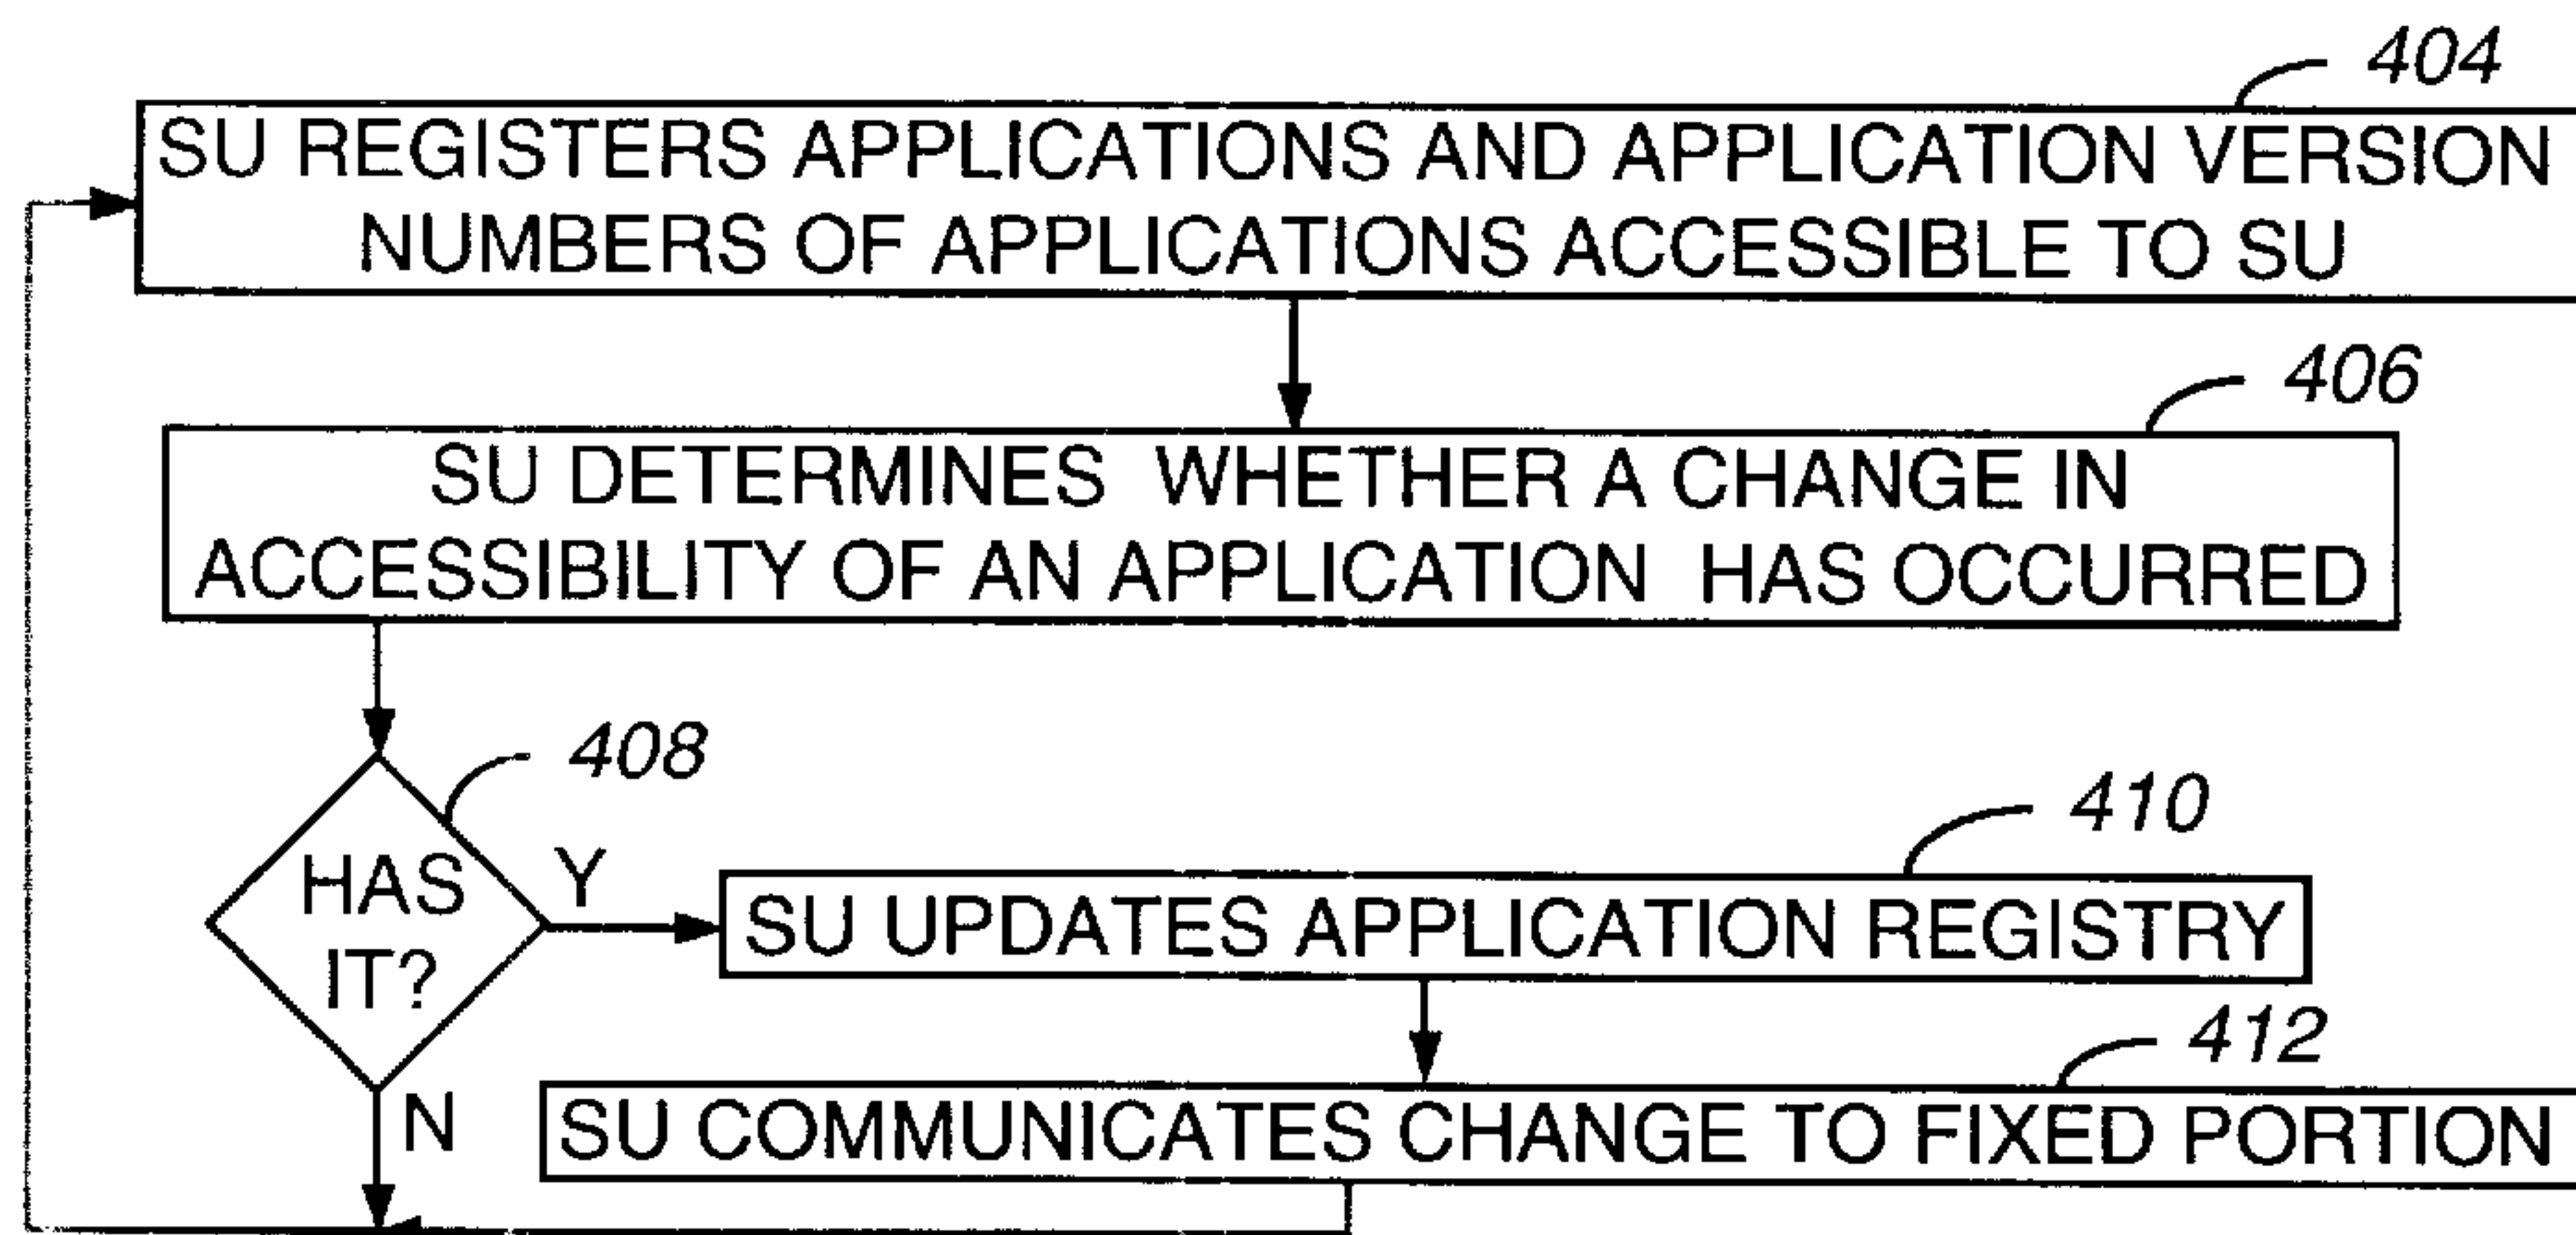 404
SU REGISTERS APPLICATIONS AND APPLICATION VERSION
NUMBERS OF APPLICATIONS ACCESSIBLE TO SU
406
SU DETERMINES WHETHER A CHANGE IN
ACCESSIBILITY OF AN APPLICATION HAS OCCURRED
408
HAS
IT?
Y
410
SU UPDATES APPLICATION REGISTRY
412
N
SU COMMUNICATES CHANGE TO FIXED PORTION